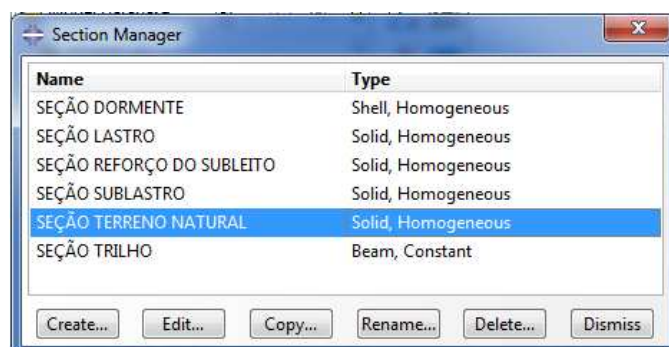 Section Manager
Name Type
SEÇÃO DORMENTE Shell, Homogeneous
SEÇÃO LASTRO Solid, Homogeneous
SEÇÃO REFORÇO DO SUBLEITO Solid, Homogeneous
SEÇÃO SUBLASTRO Solid, Homogeneous
SEÇÃO TERRENO NATURAL Solid, Homogeneous
SEÇÃO TRILHO Beam, Constant
Create... Edit... Copy... Rename... Delete... Dismiss